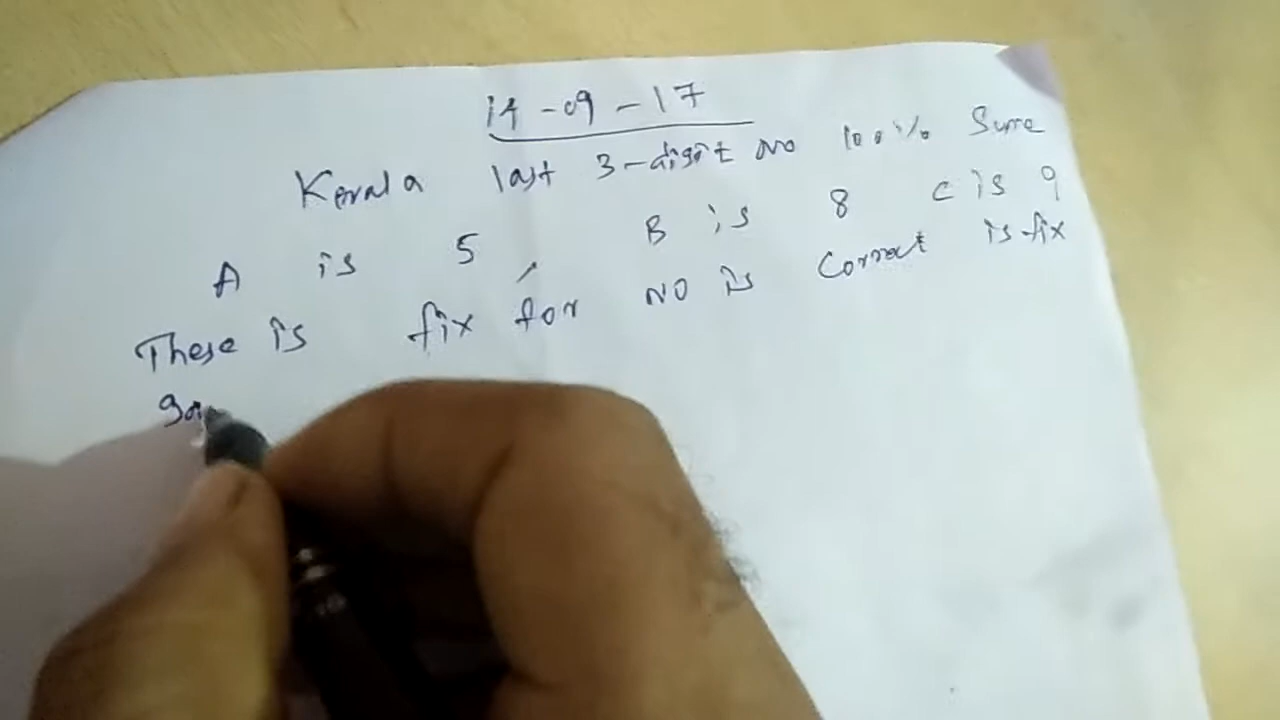 14-09-17
Kerala last 3-digit no 100% Sure
A is 5, B is 8 C is 9
These is fix for NO is correct is fix